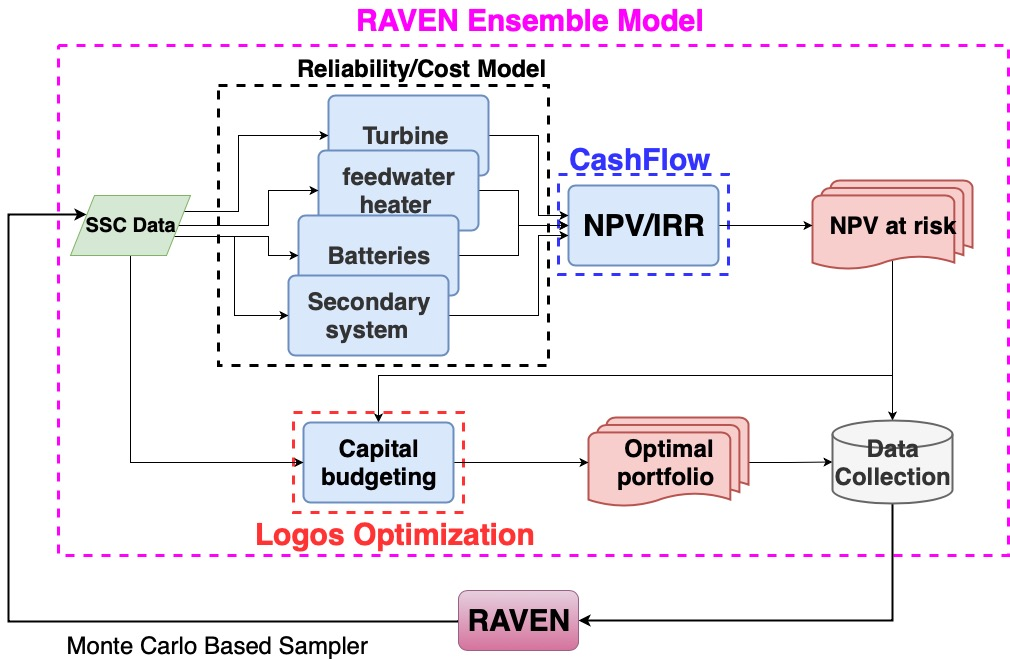 RAVEN Ensemble Model
Reliability/Cost Model
Turbine
feedwater
heater
Batteries
Secondary
system
SSC Data
CashFlow
NPV/IRR
NPV at risk
Capital
budgeting
Logos Optimization
Optimal
portfolio
Data
Collection
RAVEN
Monte Carlo Based Sampler